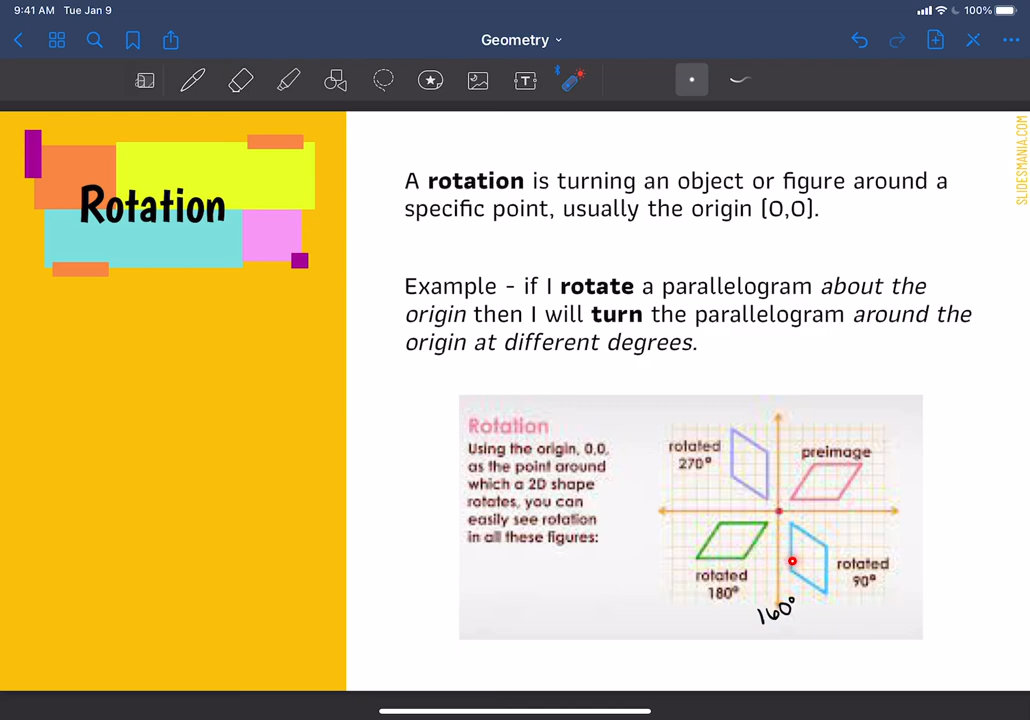 9:41 AM Tue Jan 9
100%
Geometry
T
Rotation
A rotation is turning an object or figure around a
specific point, usually the origin (0,0).
Example - if I rotate a parallelogram about the
origin then I will turn the parallelogram around the
origin at different degrees.
Rotation
Using the origin, 0,0,
as the point around
which a 2D shape
rotates, you can
easily see rotation
in all these figures:
rotated
270°
preimage
rotated
180°
rotated
90°
160°
SLIDESMANIA.COM